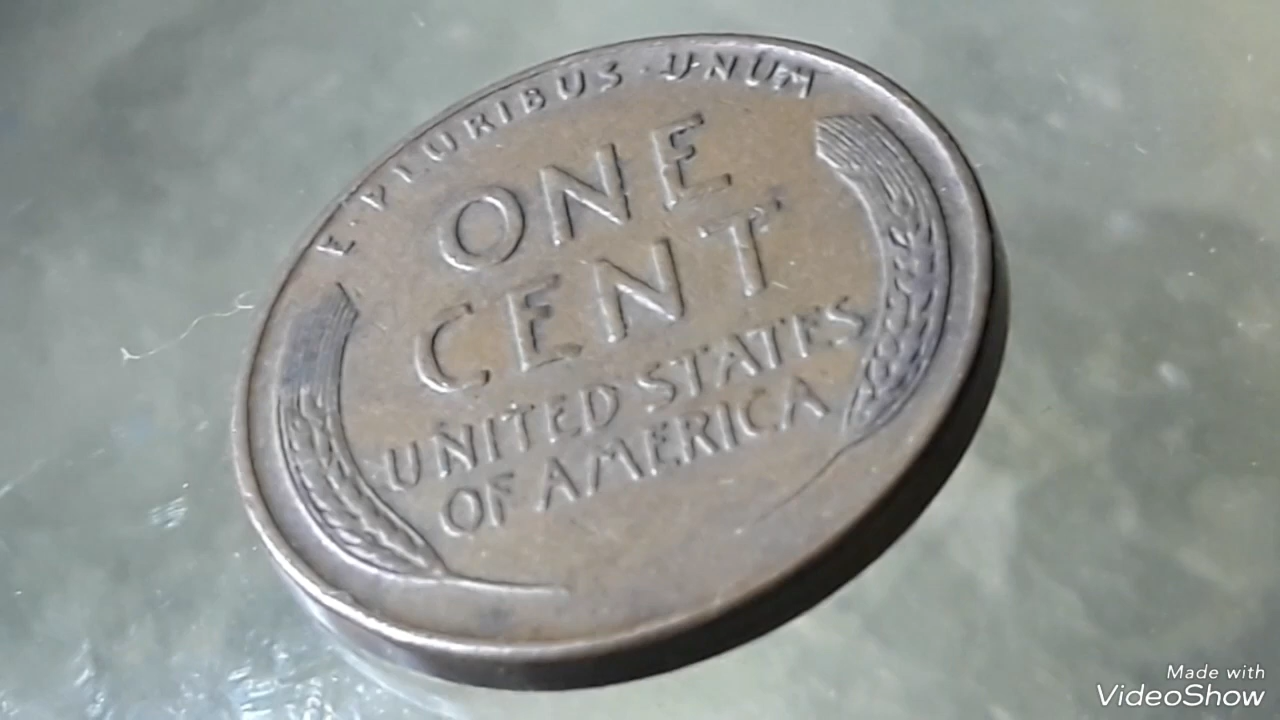 E · PLURIBUS · UNUM
ONE
CENT
UNITED STATES
OF AMERICA
Made with
VideoShow